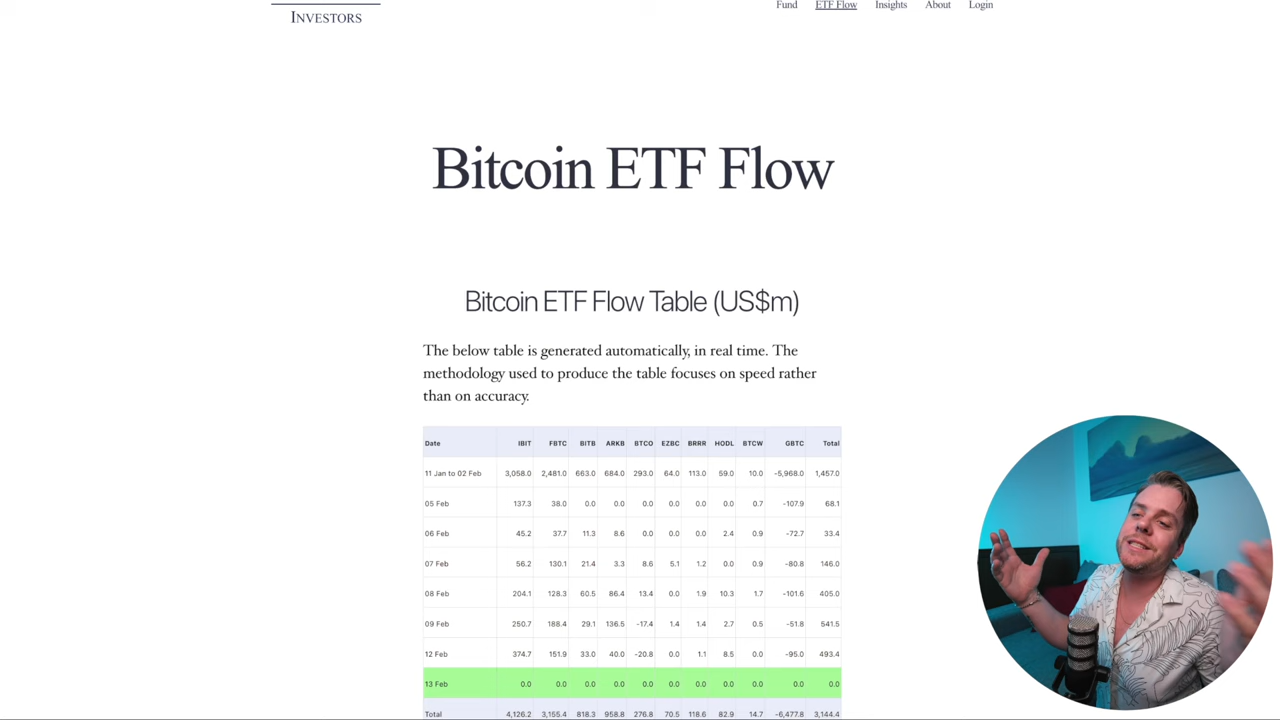 INVESTORS
Fund ETF Flow Insights About Login
Bitcoin ETF Flow
Bitcoin ETF Flow Table (US$m)
The below table is generated automatically, in real time. The
methodology used to produce the table focuses on speed rather
than on accuracy.
Date IBIT FBTC BITB ARKB BTCO EZBC BRRR HODL BTCW GBTC Total
11 Jan to 02 Feb 3,058.0 2,481.0 663.0 684.0 293.0 64.0 113.0 59.0 10.0 -5,968.0 1,457.0
05 Feb 137.3 38.0 0.0 0.0 0.0 0.0 0.0 0.0 0.7 -107.9 68.1
06 Feb 45.2 37.7 11.3 8.6 0.0 0.0 0.0 2.4 0.9 -72.7 33.4
07 Feb 56.2 130.1 21.4 3.3 8.6 5.1 1.2 0.0 0.9 -80.8 146.0
08 Feb 204.1 128.3 60.5 86.4 13.4 0.0 1.9 10.3 1.7 -101.6 405.0
09 Feb 250.7 188.4 29.1 136.5 -17.4 1.4 1.4 2.7 0.5 -51.8 541.5
12 Feb 374.7 151.9 33.0 40.0 -20.8 0.0 1.1 8.5 0.0 -95.0 493.4
13 Feb 0.0 0.0 0.0 0.0 0.0 0.0 0.0 0.0 0.0 0.0 0.0
Total 4,126.2 3,155.4 818.3 958.8 276.8 70.5 118.6 82.9 14.7 -6,477.8 3,144.4